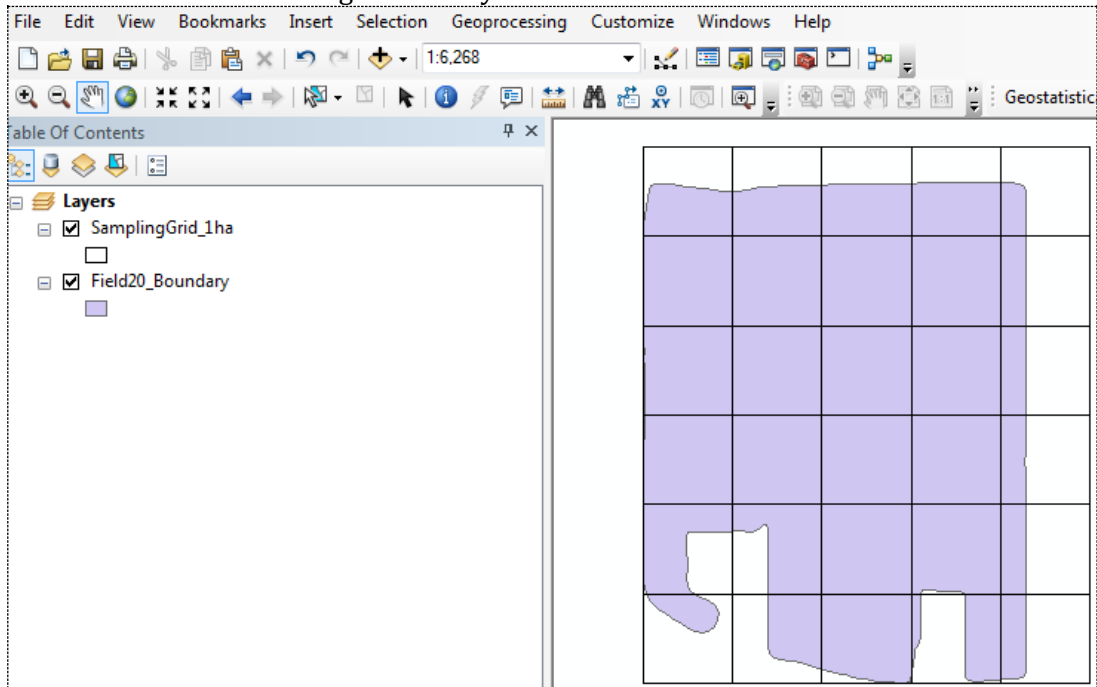 File Edit View Bookmarks Insert Selection Geoprocessing Customize Windows Help
1:6,268
Geostatistic
Table Of Contents
Layers
SamplingGrid_1ha
Field20_Boundary